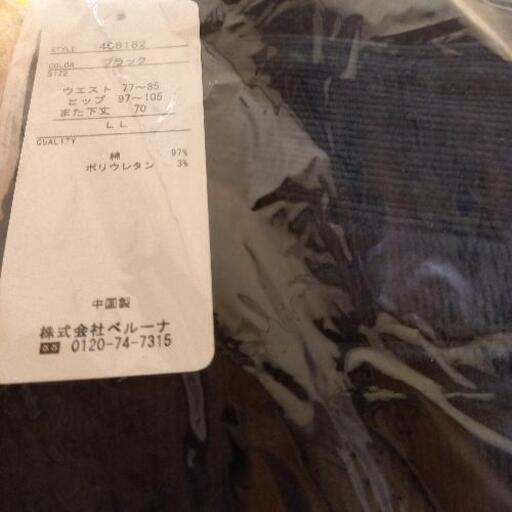 STYLE 4C8182
COLOR ブラック
SIZE
ウエスト 77～85
ヒップ 97～105
また下丈 70
LL
QUALITY
綿 97%
ポリウレタン 3%
中国製
株式会社ベルーナ
0120-74-7315